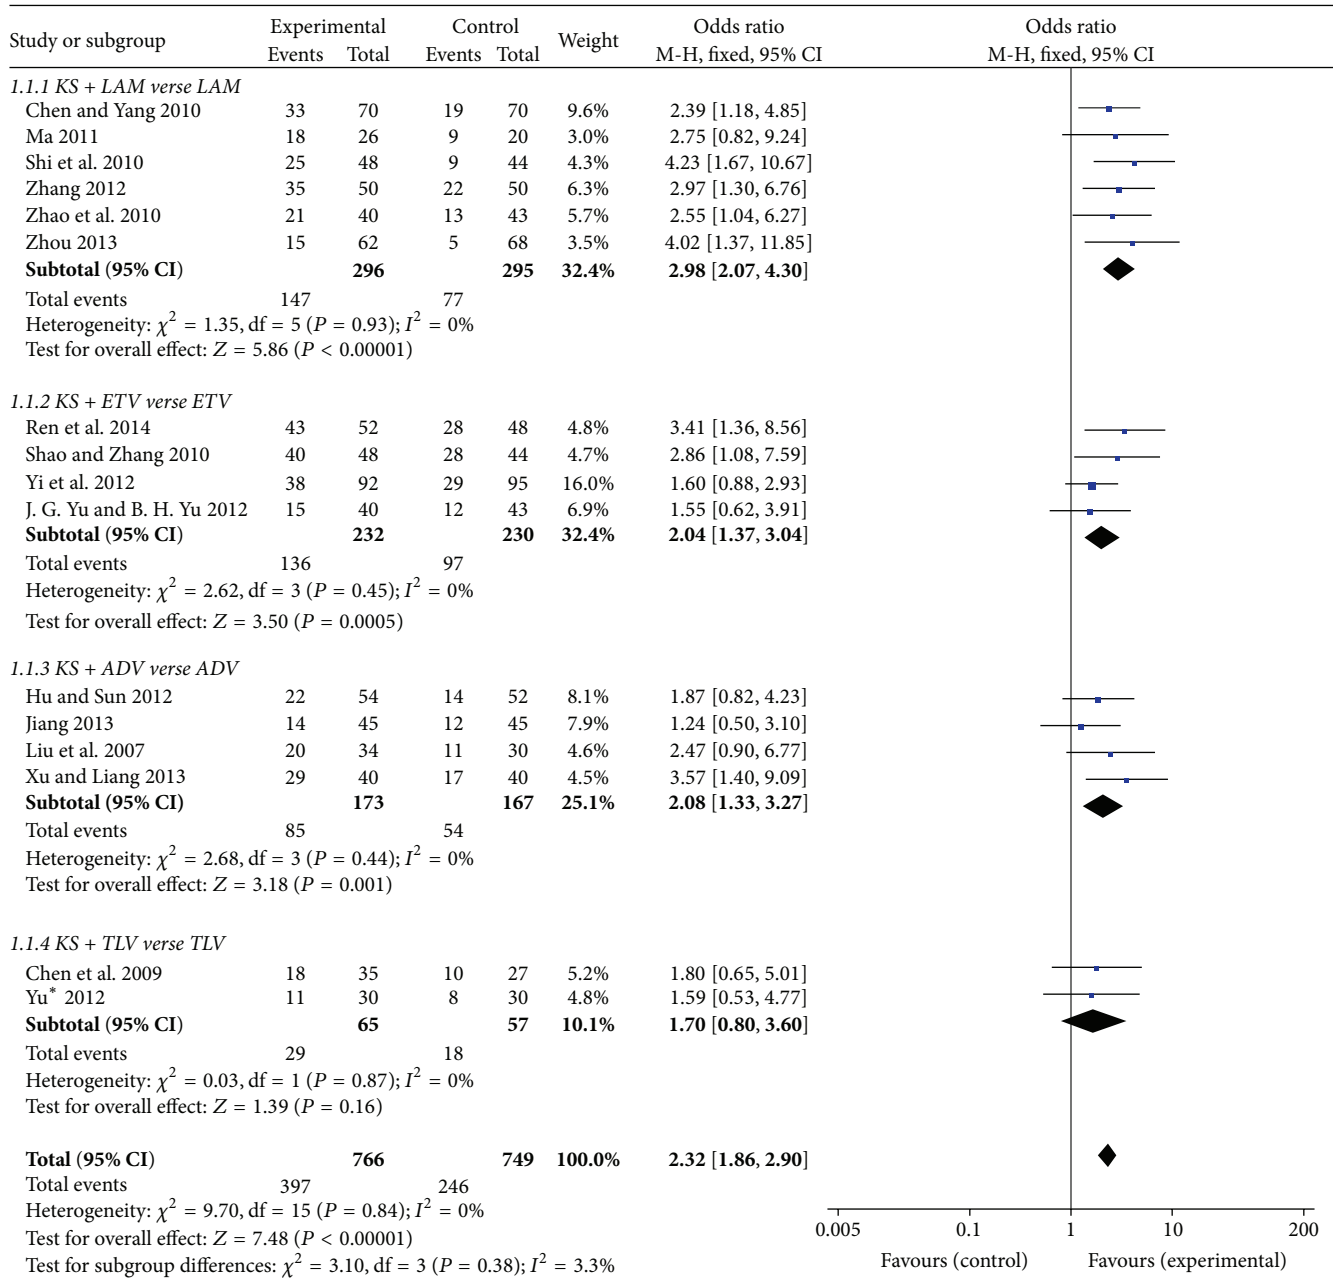 Study or subgroup Experimental Control Weight Odds ratio Odds ratio
Events Total Events Total M-H, fixed, 95% CI M-H, fixed, 95% CI
1.1.1 KS + LAM verse LAM
Chen and Yang 2010 33 70 19 70 9.6% 2.39 [1.18, 4.85]
Ma 2011 18 26 9 20 3.0% 2.75 [0.82, 9.24]
Shi et al. 2010 25 48 9 44 4.3% 4.23 [1.67, 10.67]
Zhang 2012 35 50 22 50 6.3% 2.97 [1.30, 6.76]
Zhao et al. 2010 21 40 13 43 5.7% 2.55 [1.04, 6.27]
Zhou 2013 15 62 5 68 3.5% 4.02 [1.37, 11.85]
Subtotal (95% CI) 296 295 32.4% 2.98 [2.07, 4.30]
Total events 147 77
Heterogeneity: χ² = 1.35, df = 5 (P = 0.93); I² = 0%
Test for overall effect: Z = 5.86 (P < 0.00001)
1.1.2 KS + ETV verse ETV
Ren et al. 2014 43 52 28 48 4.8% 3.41 [1.36, 8.56]
Shao and Zhang 2010 40 48 28 44 4.7% 2.86 [1.08, 7.59]
Yi et al. 2012 38 92 29 95 16.0% 1.60 [0.88, 2.93]
J. G. Yu and B. H. Yu 2012 15 40 12 43 6.9% 1.55 [0.62, 3.91]
Subtotal (95% CI) 232 230 32.4% 2.04 [1.37, 3.04]
Total events 136 97
Heterogeneity: χ² = 2.62, df = 3 (P = 0.45); I² = 0%
Test for overall effect: Z = 3.50 (P = 0.0005)
1.1.3 KS + ADV verse ADV
Hu and Sun 2012 22 54 14 52 8.1% 1.87 [0.82, 4.23]
Jiang 2013 14 45 12 45 7.9% 1.24 [0.50, 3.10]
Liu et al. 2007 20 34 11 30 4.6% 2.47 [0.90, 6.77]
Xu and Liang 2013 29 40 17 40 4.5% 3.57 [1.40, 9.09]
Subtotal (95% CI) 173 167 25.1% 2.08 [1.33, 3.27]
Total events 85 54
Heterogeneity: χ² = 2.68, df = 3 (P = 0.44); I² = 0%
Test for overall effect: Z = 3.18 (P = 0.001)
1.1.4 KS + TLV verse TLV
Chen et al. 2009 18 35 10 27 5.2% 1.80 [0.65, 5.01]
Yu* 2012 11 30 8 30 4.8% 1.59 [0.53, 4.77]
Subtotal (95% CI) 65 57 10.1% 1.70 [0.80, 3.60]
Total events 29 18
Heterogeneity: χ² = 0.03, df = 1 (P = 0.87); I² = 0%
Test for overall effect: Z = 1.39 (P = 0.16)
Total (95% CI) 766 749 100.0% 2.32 [1.86, 2.90]
Total events 397 246
Heterogeneity: χ² = 9.70, df = 15 (P = 0.84); I² = 0%
Test for overall effect: Z = 7.48 (P < 0.00001)
Test for subgroup differences: χ² = 3.10, df = 3 (P = 0.38); I² = 3.3%
0.005 0.1 1 10 200
Favours (control) Favours (experimental)